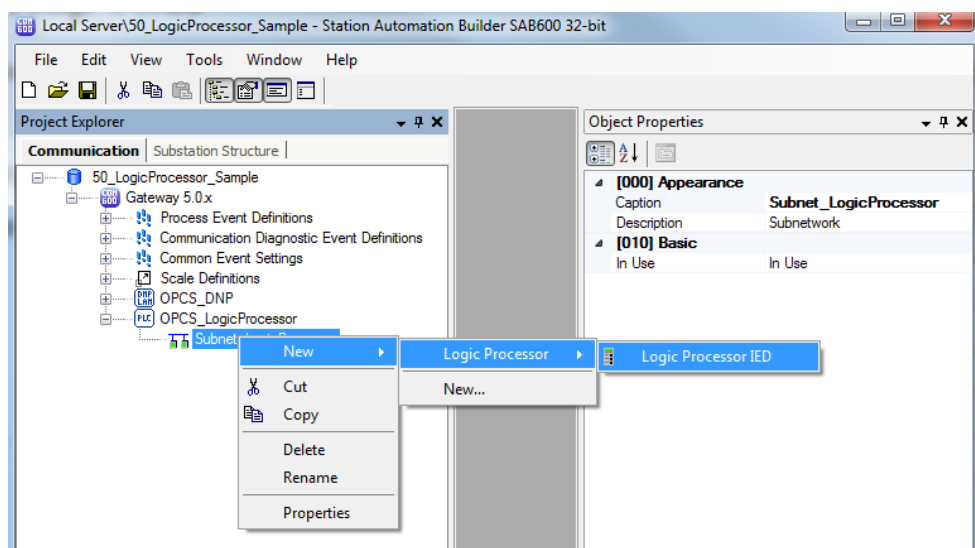 Local Server\50_LogicProcessor_Sample - Station Automation Builder SAB600 32-bit
File Edit View Tools Window Help
Project Explorer
Communication Substation Structure
50_LogicProcessor_Sample
Gateway 5.0.x
Process Event Definitions
Communication Diagnostic Event Definitions
Common Event Settings
Scale Definitions
OPCS_DNP
OPCS_LogicProcessor
Subnet
New
Cut
Copy
Delete
Rename
Properties
Logic Processor
New...
Logic Processor IED
Object Properties
[000] Appearance
Caption Subnet_LogicProcessor
Description Subnetwork
[010] Basic
In Use In Use